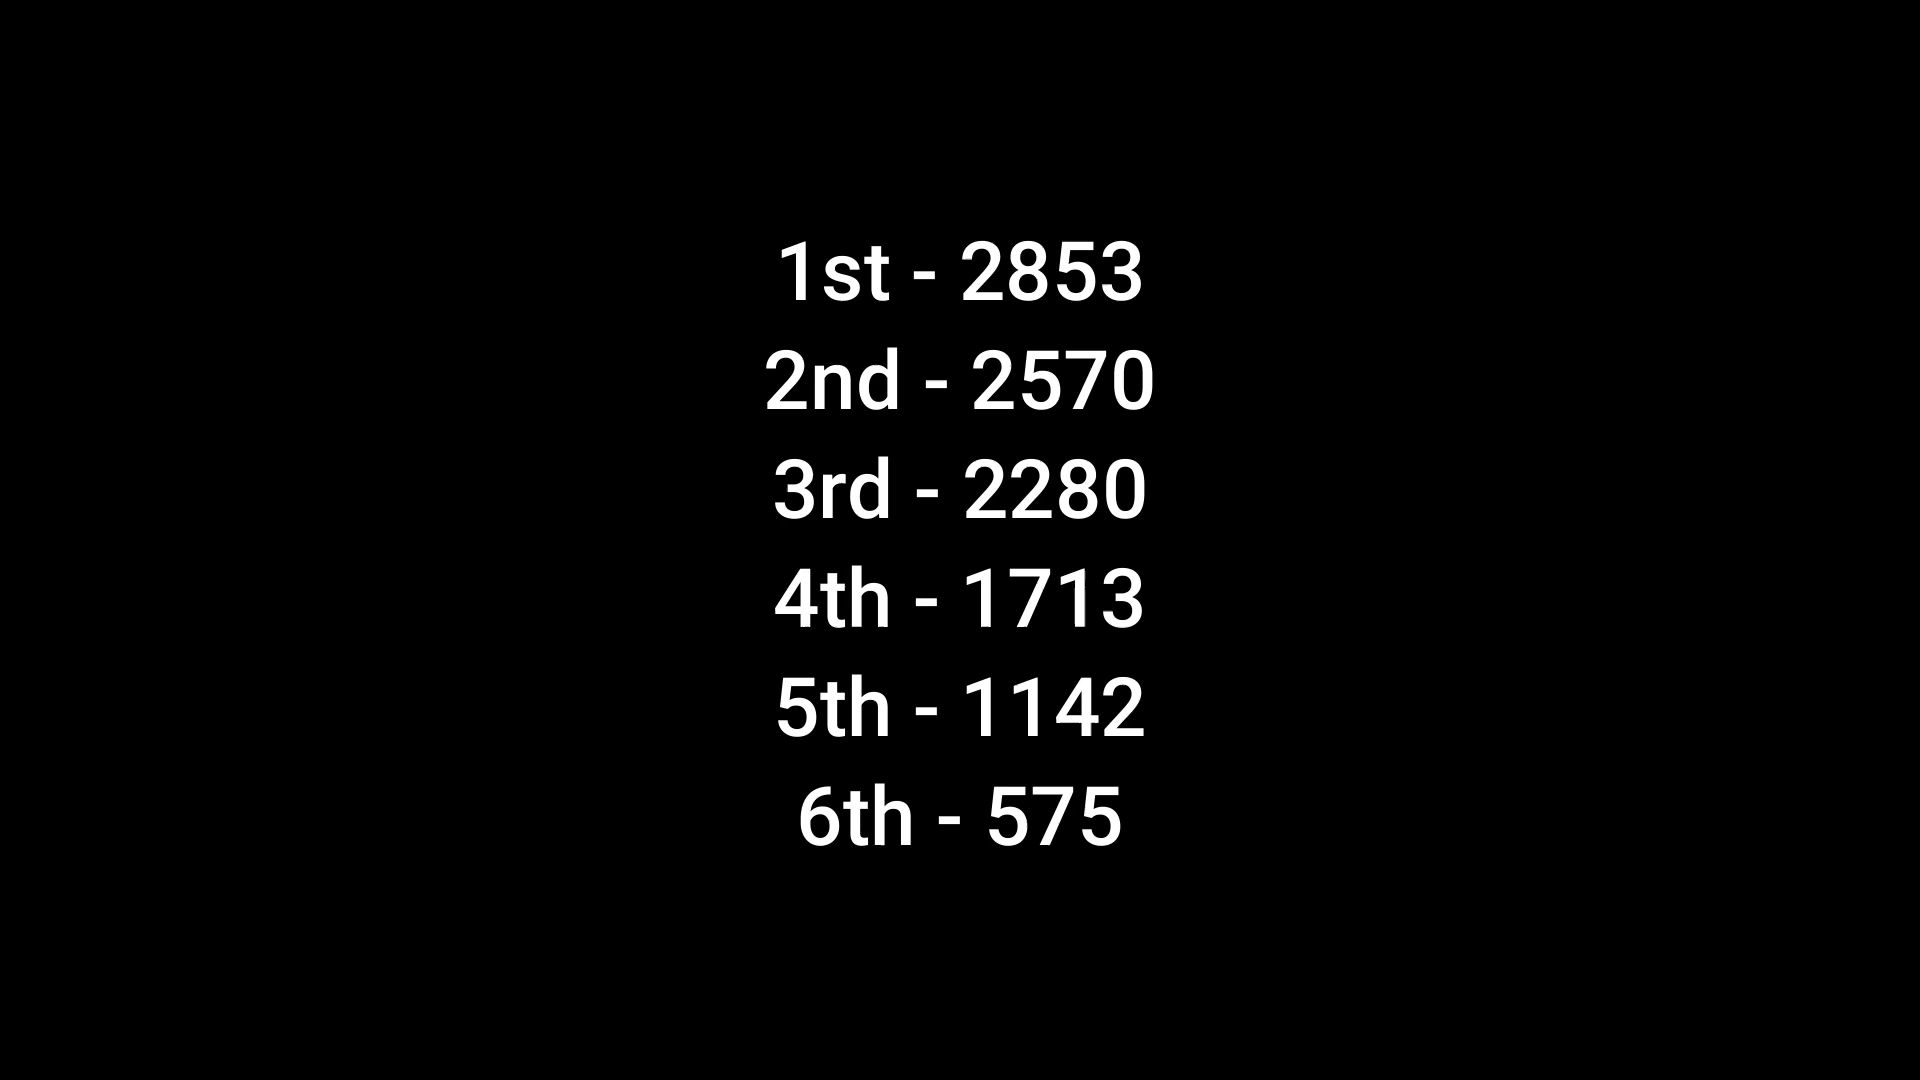 1st - 2853
2nd - 2570
3rd - 2280
4th - 1713
5th - 1142
6th - 575